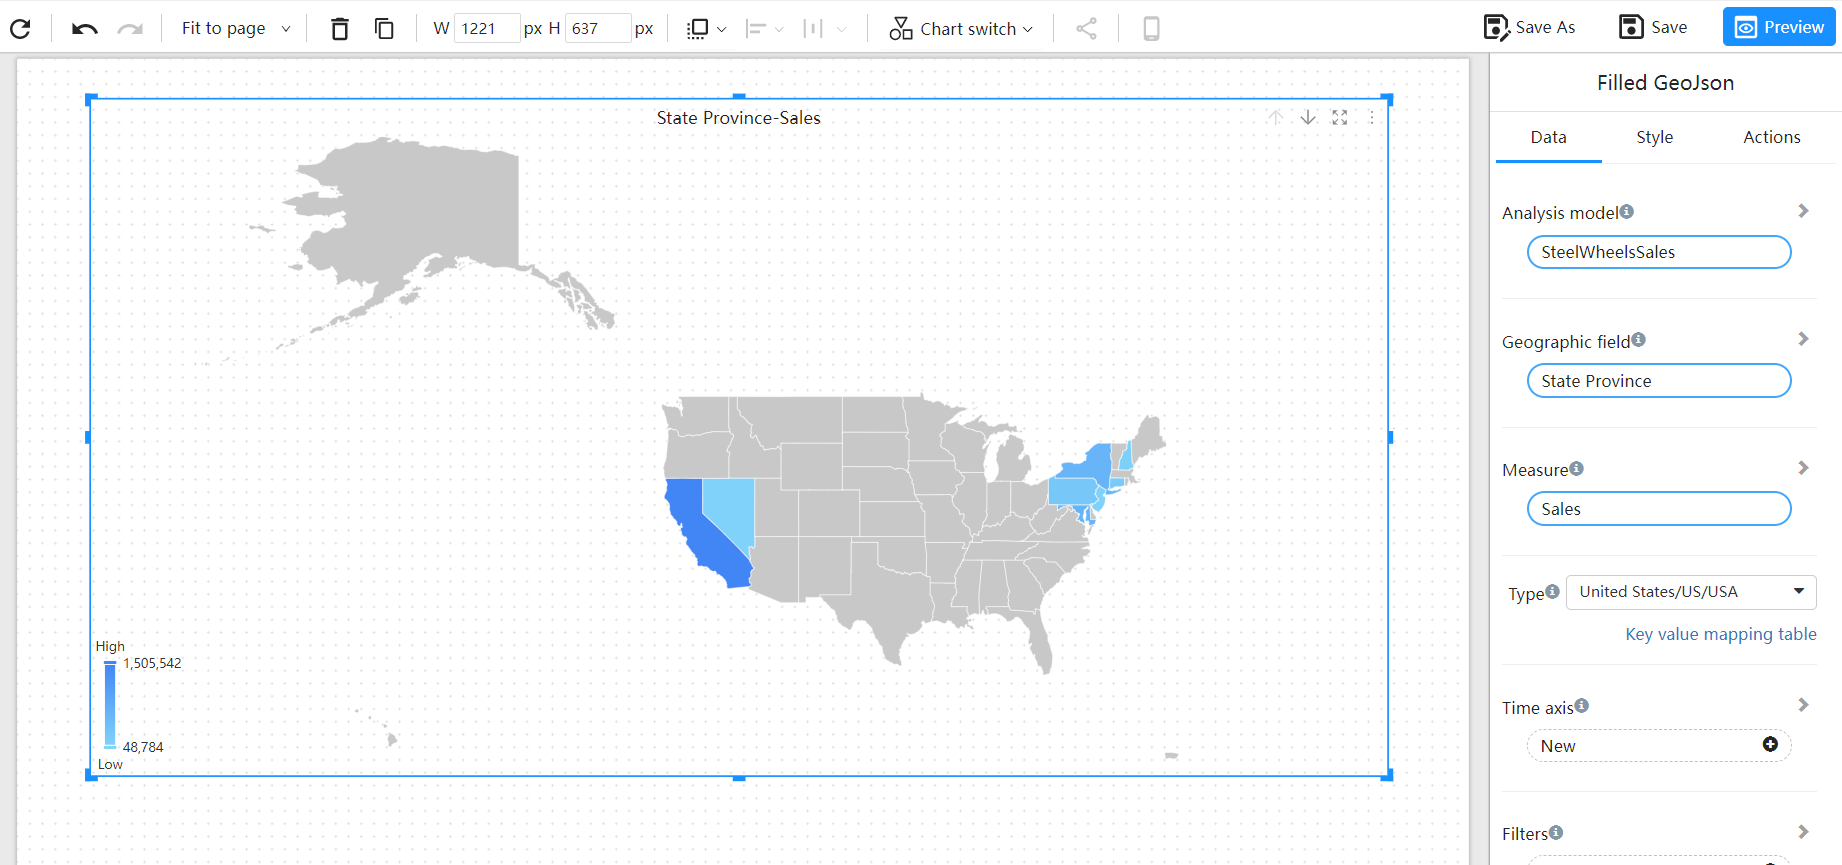 Fit to page
W 1221 px H 637 px
Chart switch
Save As
Save
Preview
State Province-Sales
High
1,505,542
48,784
Low
Filled GeoJson
Data Style Actions
Analysis model
SteelWheelsSales
Geographic field
State Province
Measure
Sales
Type United States/US/USA
Key value mapping table
Time axis
New
Filters